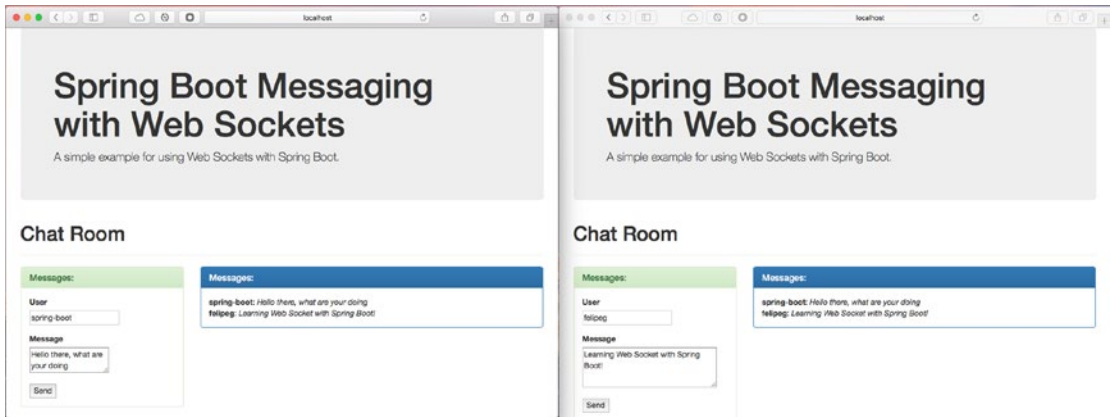 localhost
Spring Boot Messaging
with Web Sockets
A simple example for using Web Sockets with Spring Boot.
Chat Room
Messages:
User
spring-boot
Message
Hello there, what are
your doing
Send
Messages:
spring-boot: Hello there, what are your doing
felipeg: Learning Web Socket with Spring Boot!
localhost
Spring Boot Messaging
with Web Sockets
A simple example for using Web Sockets with Spring Boot.
Chat Room
Messages:
User
felipeg
Message
Learning Web Socket with Spring
Boot!
Send
Messages:
spring-boot: Hello there, what are your doing
felipeg: Learning Web Socket with Spring Boot!